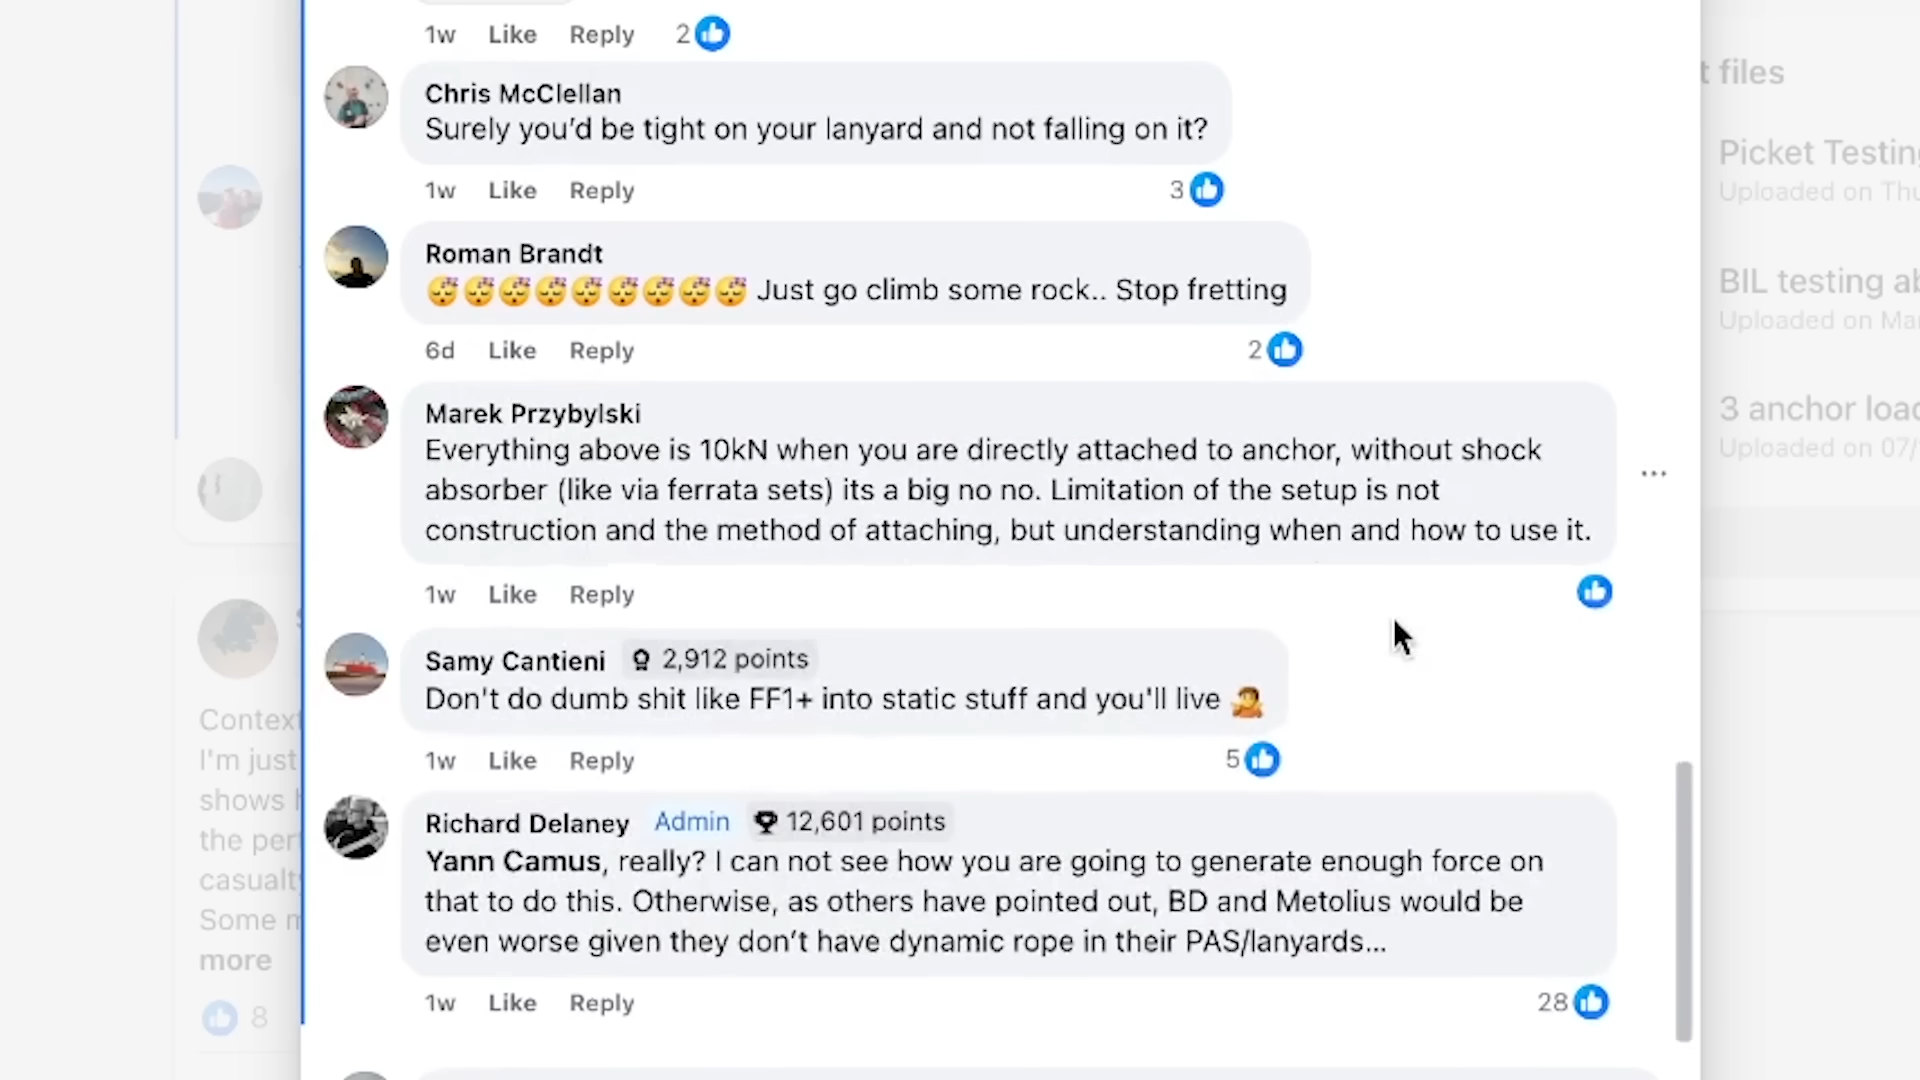 1w Like Reply 2
Chris McClellan
Surely you'd be tight on your lanyard and not falling on it?
1w Like Reply 3
Roman Brandt
😴😴😴😴😴😴😴😴😴 Just go climb some rock.. Stop fretting
6d Like Reply 2
Marek Przybylski
Everything above is 10kN when you are directly attached to anchor, without shock
absorber (like via ferrata sets) its a big no no. Limitation of the setup is not
construction and the method of attaching, but understanding when and how to use it.
1w Like Reply
Samy Cantieni 2,912 points
Don't do dumb shit like FF1+ into static stuff and you'll live 🤷
1w Like Reply 5
Richard Delaney Admin 12,601 points
Yann Camus, really? I can not see how you are going to generate enough force on
that to do this. Otherwise, as others have pointed out, BD and Metolius would be
even worse given they don't have dynamic rope in their PAS/lanyards...
1w Like Reply 28
I'm just
shows
the
Some
more
8
files
Picket Testing
Uploaded on
BIL testing
Uploaded on
3 anchor
Uploaded on 07/